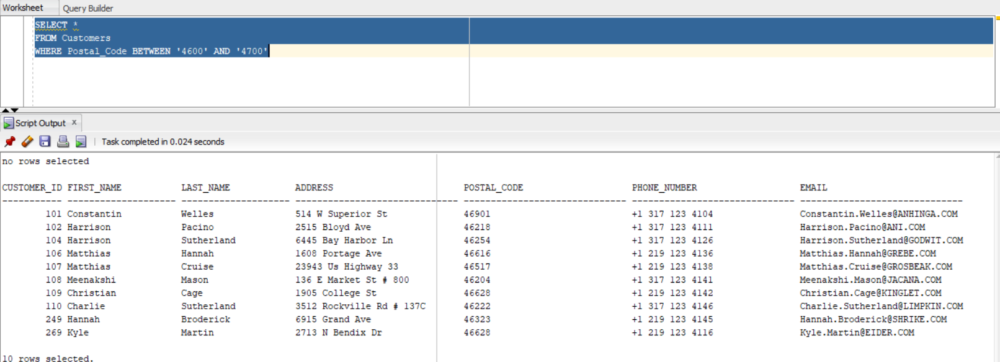 Worksheet Query Builder
SELECT *
FROM Customers
WHERE Postal_Code BETWEEN '4600' AND '4700'
Script Output x
Task completed in 0.024 seconds
no rows selected
CUSTOMER_ID FIRST_NAME LAST_NAME ADDRESS POSTAL_CODE PHONE_NUMBER EMAIL
----------- -------------------- -------------------- ------------------------------ ------------------------------ ------------------------------ ------------------------------
101 Constantin Welles 514 W Superior St 46901 +1 317 123 4104 Constantin.Welles@ANHINGA.COM
102 Harrison Pacino 2515 Bloyd Ave 46218 +1 317 123 4111 Harrison.Pacino@ANI.COM
104 Harrison Sutherland 6445 Bay Harbor Ln 46254 +1 317 123 4126 Harrison.Sutherland@GODWIT.COM
106 Matthias Hannah 1608 Portage Ave 46616 +1 219 123 4136 Matthias.Hannah@GREBE.COM
107 Matthias Cruise 23943 Us Highway 33 46517 +1 219 123 4138 Matthias.Cruise@GROSBEAK.COM
108 Meenakshi Mason 136 E Market St # 800 46204 +1 317 123 4141 Meenakshi.Mason@JACANA.COM
109 Christian Cage 1905 College St 46628 +1 219 123 4142 Christian.Cage@KINGLET.COM
110 Charlie Sutherland 3512 Rockville Rd # 137C 46222 +1 317 123 4146 Charlie.Sutherland@LIMPKIN.COM
249 Hannah Broderick 6915 Grand Ave 46323 +1 219 123 4145 Hannah.Broderick@SHRIKE.COM
269 Kyle Martin 2713 N Bendix Dr 46628 +1 219 123 4116 Kyle.Martin@EIDER.COM
10 rows selected.